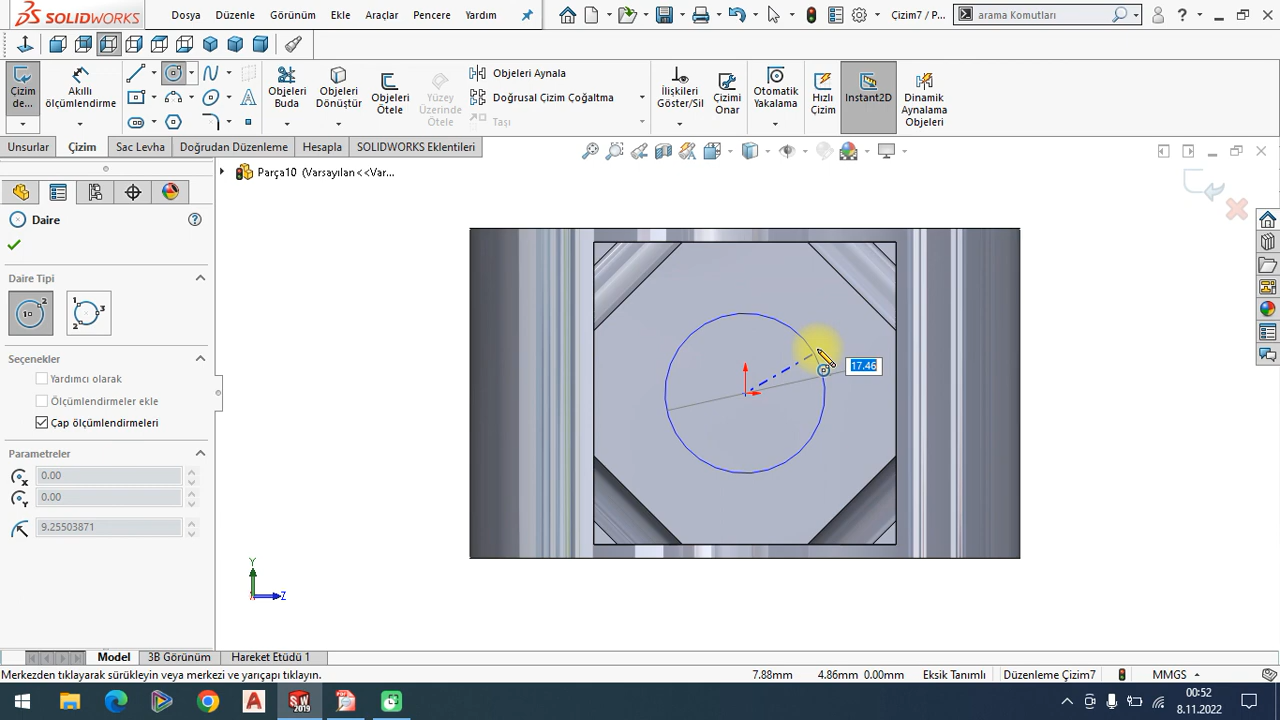 SOLIDWORKS Dosya Düzenle Görünüm Ekle Araçlar Pencere Yardım Çizim7 / P... arama Komutları ?
Çizim de... Akıllı ölçümlendirme Objeleri Buda Objeleri Dönüştür Objeleri Ötele Yüzey Üzerinde Ötele Objeleri Aynala Doğrusal Çizim Çoğaltma Taşı İlişkileri Göster/Sil Çizimi Onar Otomatik Yakalama Hızlı Çizim Instant2D Dinamik Aynalama Objeleri
Unsurlar Çizim Sac Levha Doğrudan Düzenleme Hesapla SOLIDWORKS Eklentileri
Parça10 (Varsayılan<<Var...
Daire
Daire Tipi
Seçenekler
Yardımcı olarak
Ölçümlendirmeler ekle
Çap ölçümlendirmeleri
Parametreler
0.00
0.00
9.25503871
17.46
Y
Z
Model 3B Görünüm Hareket Etüdü 1
Merkezden tıklayarak sürükleyin veya merkezi ve yarıçapı tıklayın. 7.88mm 4.86mm 0.00mm Eksik Tanımlı Düzenleme Çizim7 MMGS
00:52
8.11.2022